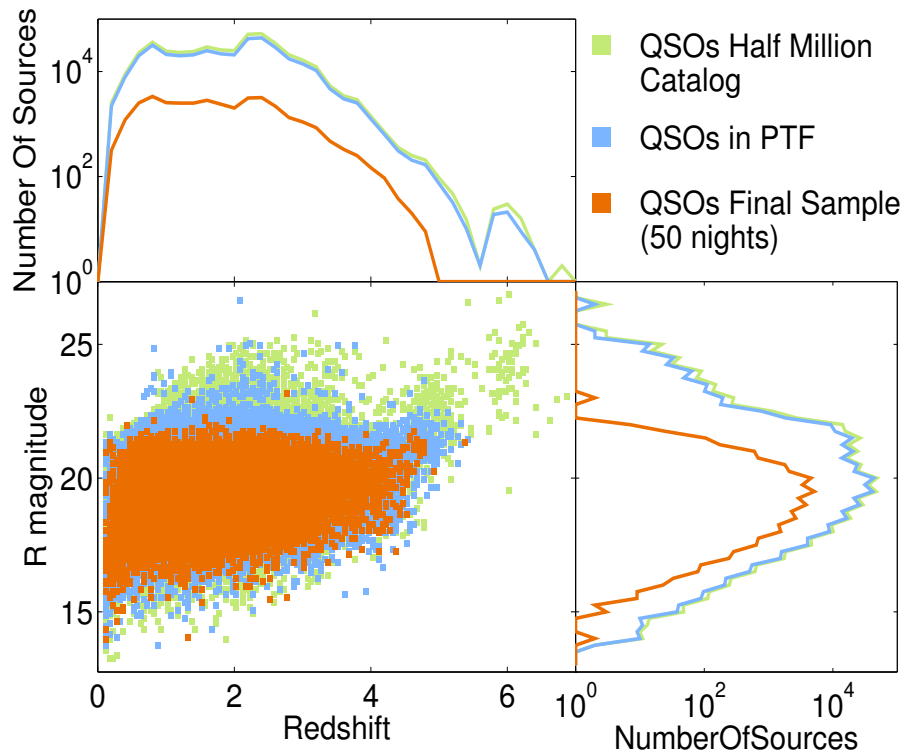 Number Of Sources
10^4
10^2
10^0
QSOs Half Million
Catalog
QSOs in PTF
QSOs Final Sample
(50 nights)
R magnitude
10
25
20
15
0
2
4
6
Redshift
10^0
10^2
10^4
NumberOfSources